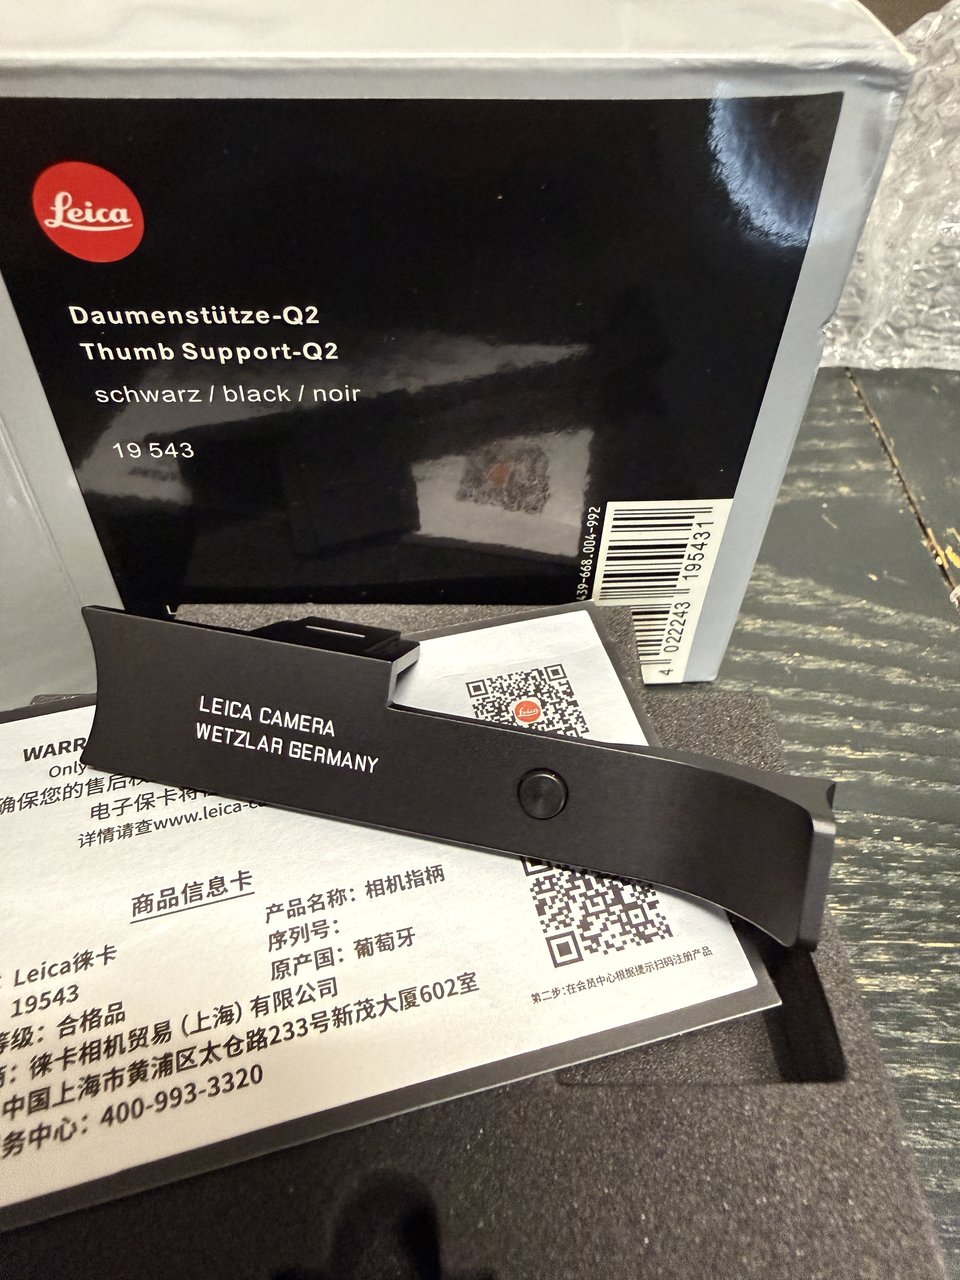 Leica
Daumenstütze-Q2
Thumb Support-Q2
schwarz / black / noir
19 543
439-668.004-992
4 022243 195431
LEICA CAMERA
WETZLAR GERMANY
Leica
Only
确保您的售后
电子保卡将
详情请查www.leica-ca
商品信息卡
产品名称：相机指柄
序列号：
原产国：葡萄牙
Leica徕卡
19543
等级：合格品
商：徕卡相机贸易 (上海) 有限公司
中国上海市黄浦区太仓路233号新茂大厦602室
务中心：400-993-3320
第二步:在会员中心根据提示扫码注册产品